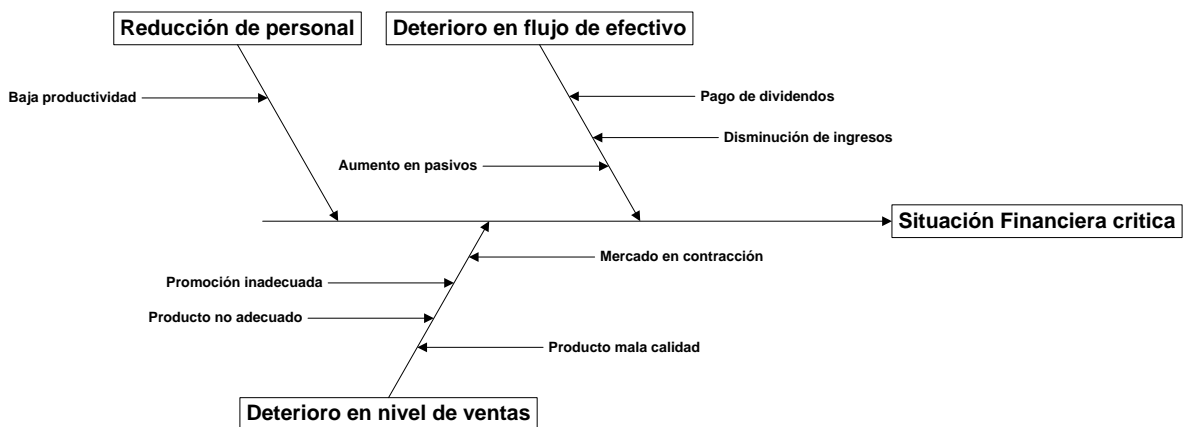 Reducción de personal
Deterioro en flujo de efectivo
Baja productividad
Pago de dividendos
Disminución de ingresos
Aumento en pasivos
Situación Financiera critica
Mercado en contracción
Promoción inadecuada
Producto no adecuado
Producto mala calidad
Deterioro en nivel de ventas